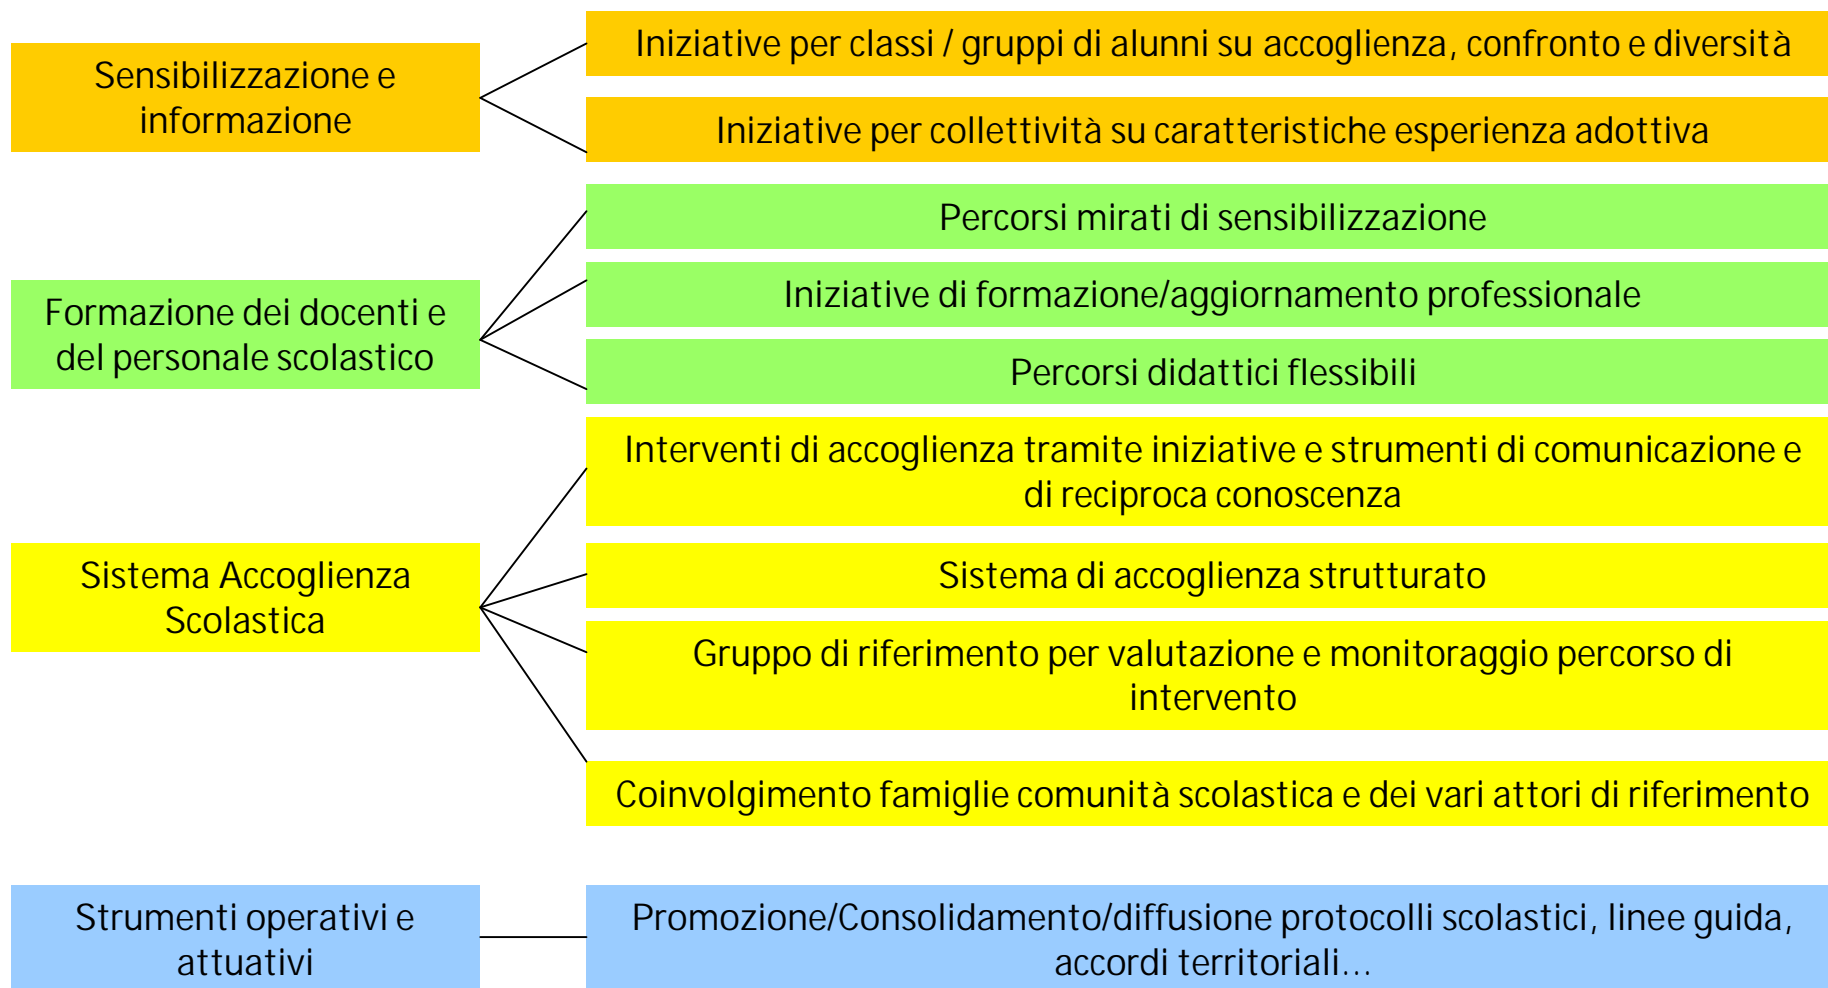 Sensibilizzazione e
informazione
Iniziative per classi / gruppi di alunni su accoglienza, confronto e diversità
Iniziative per collettività su caratteristiche esperienza adottiva
Formazione dei docenti e
del personale scolastico
Percorsi mirati di sensibilizzazione
Iniziative di formazione/aggiornamento professionale
Percorsi didattici flessibili
Sistema Accoglienza
Scolastica
Interventi di accoglienza tramite iniziative e strumenti di comunicazione e
di reciproca conoscenza
Sistema di accoglienza strutturato
Gruppo di riferimento per valutazione e monitoraggio percorso di
intervento
Coinvolgimento famiglie comunità scolastica e dei vari attori di riferimento
Strumenti operativi e
attuativi
Promozione/Consolidamento/diffusione protocolli scolastici, linee guida,
accordi territoriali…